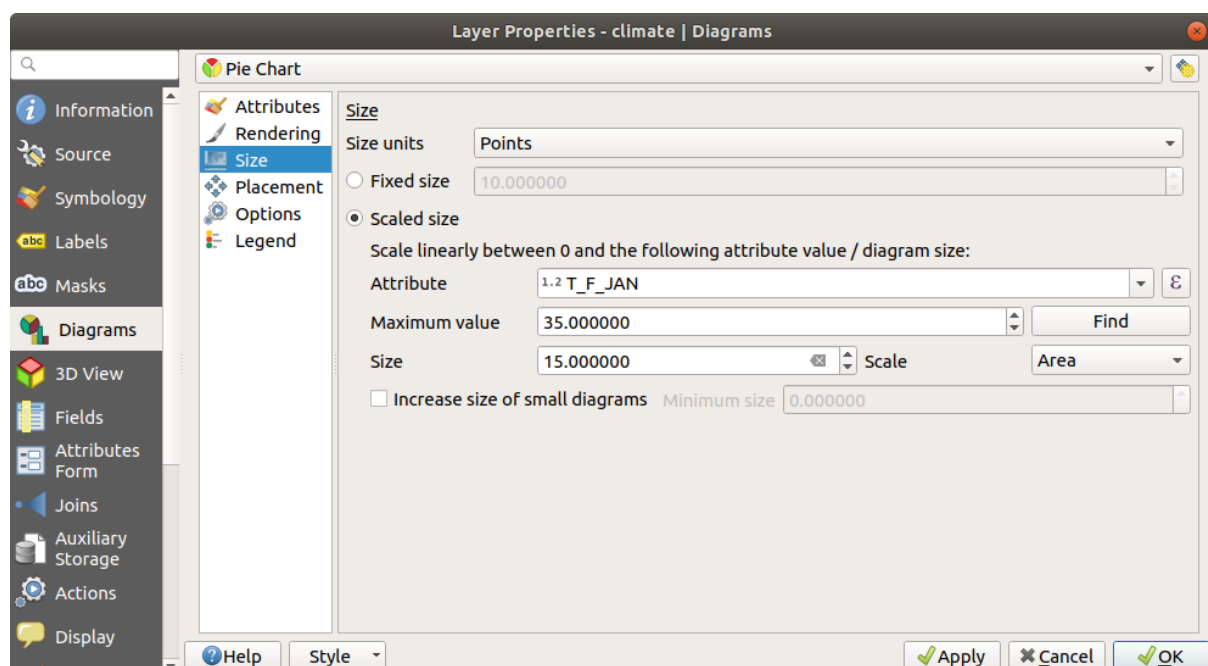 Layer Properties - climate | Diagrams
Pie Chart
Information
Source
Symbology
abc Labels
abc Masks
Diagrams
3D View
Fields
Attributes
Form
Joins
Auxiliary
Storage
Actions
Display
Attributes
Rendering
Size
Placement
Options
Legend
Size
Size units Points
Fixed size 10.000000
Scaled size
Scale linearly between 0 and the following attribute value / diagram size:
Attribute 1.2 T_F_JAN ε
Maximum value 35.000000 Find
Size 15.000000 Scale Area
Increase size of small diagrams Minimum size 0.000000
Help Style Apply Cancel OK